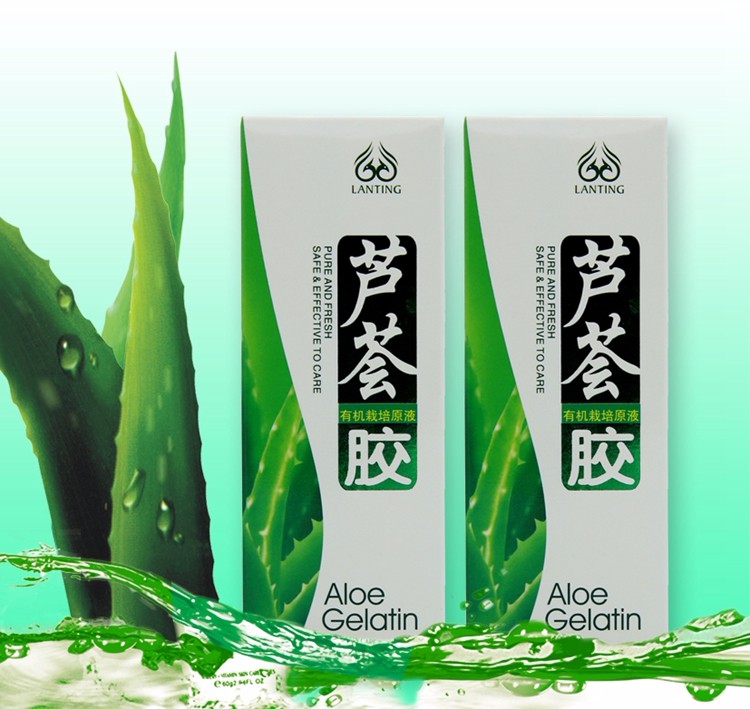 LANTING
芦荟
有机栽培原液
胶
PURE AND FRESH
SAFE & EFFECTIVE TO CARE
Aloe
Gelatin
LANTING
芦荟
有机栽培原液
胶
PURE AND FRESH
SAFE & EFFECTIVE TO CARE
Aloe
Gelatin